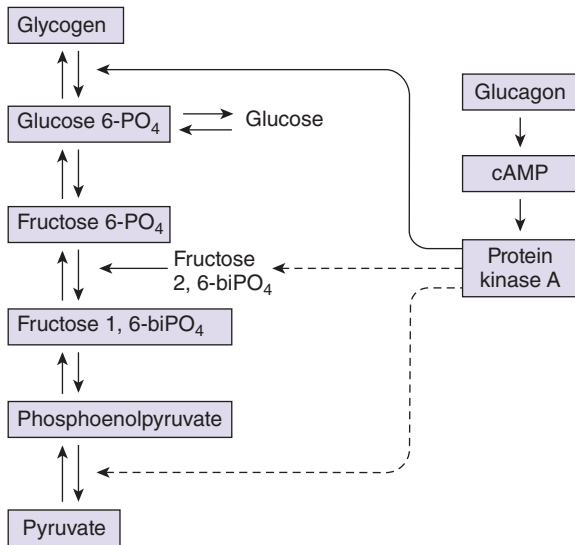 Glycogen
Glucose 6-PO4
Glucose
Glucagon
cAMP
Fructose 6-PO4
Fructose
2, 6-biPO4
Protein
kinase A
Fructose 1, 6-biPO4
Phosphoenolpyruvate
Pyruvate